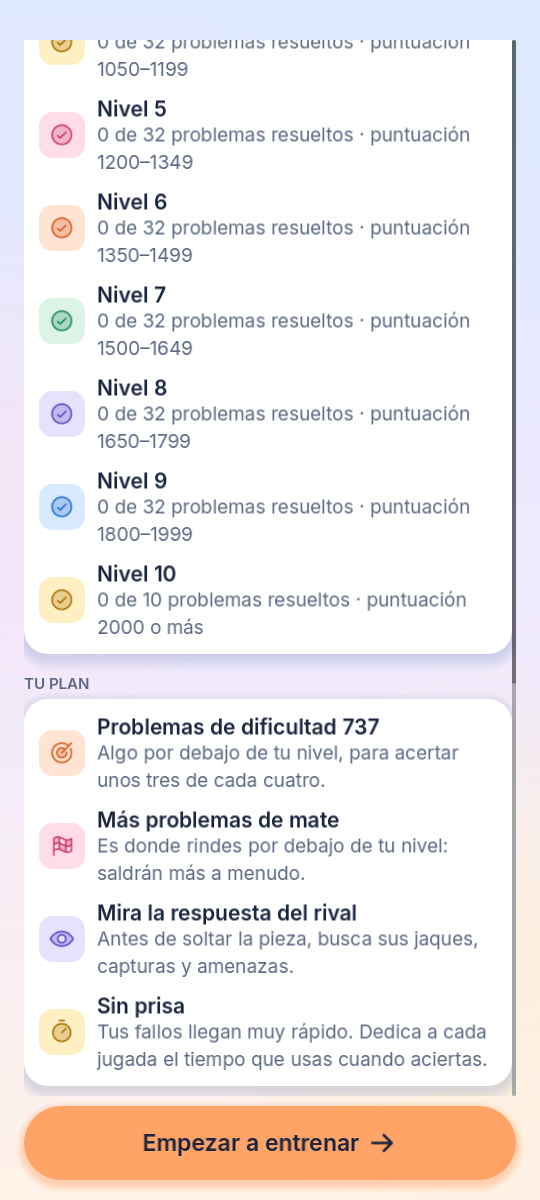 0 de 32 problemas resueltos · puntuación
1050–1199
Nivel 5
0 de 32 problemas resueltos · puntuación
1200–1349
Nivel 6
0 de 32 problemas resueltos · puntuación
1350–1499
Nivel 7
0 de 32 problemas resueltos · puntuación
1500–1649
Nivel 8
0 de 32 problemas resueltos · puntuación
1650–1799
Nivel 9
0 de 32 problemas resueltos · puntuación
1800–1999
Nivel 10
0 de 10 problemas resueltos · puntuación
2000 o más
TU PLAN
Problemas de dificultad 737
Algo por debajo de tu nivel, para acertar
unos tres de cada cuatro.
Más problemas de mate
Es donde rindes por debajo de tu nivel:
saldrán más a menudo.
Mira la respuesta del rival
Antes de soltar la pieza, busca sus jaques,
capturas y amenazas.
Sin prisa
Tus fallos llegan muy rápido. Dedica a cada
jugada el tiempo que usas cuando aciertas.
Empezar a entrenar →